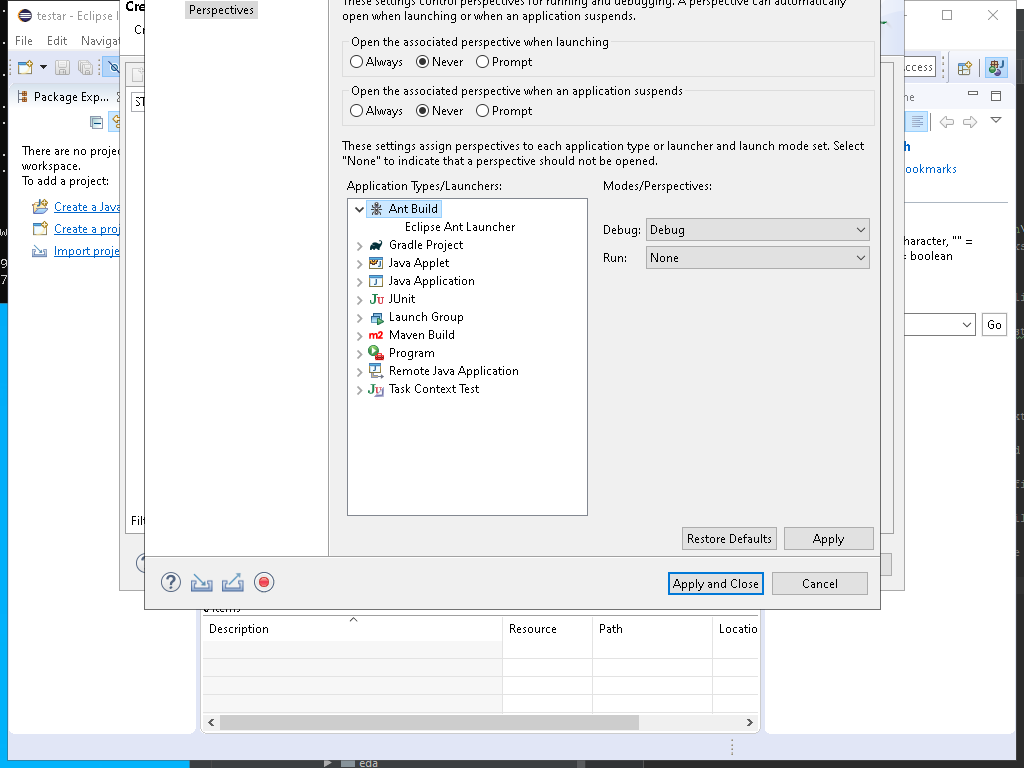 testar - Eclipse I
Cre
Perspectives
These settings control perspectives for running and debugging. A perspective can automatically
open when launching or when an application suspends.
File Edit Navigat
Open the associated perspective when launching
Always Never Prompt
Package Exp...
Open the associated perspective when an application suspends
Always Never Prompt
There are no proje
workspace.
To add a project:
Create a Java
Create a proj
Import proje
These settings assign perspectives to each application type or launcher and launch mode set. Select
"None" to indicate that a perspective should not be opened.
Application Types/Launchers:
Modes/Perspectives:
Ant Build
Eclipse Ant Launcher
Gradle Project
Java Applet
Java Application
JUnit
Launch Group
Maven Build
Program
Remote Java Application
Task Context Test
Debug: Debug
Run: None
ccess
ookmarks
haracter, "" =
= boolean
Go
Filt
Restore Defaults
Apply
Apply and Close
Cancel
Description
Resource
Path
Locatio
eda